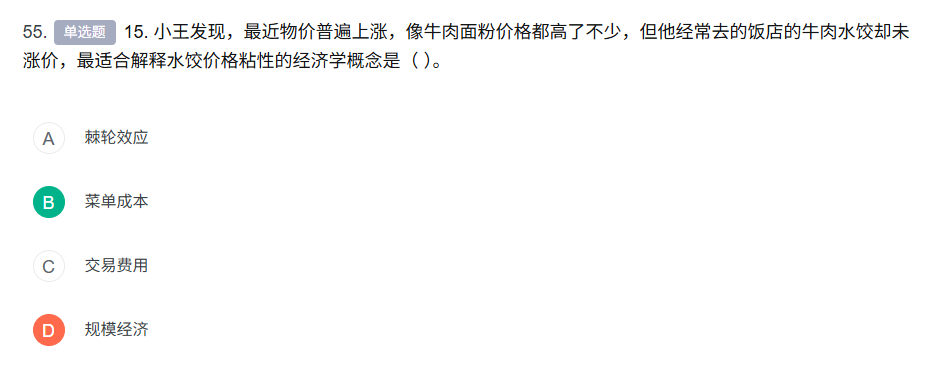 55. 单选题 15. 小王发现，最近物价普遍上涨，像牛肉面粉价格都高了不少，但他经常去的饭店的牛肉水饺却未
涨价，最适合解释水饺价格粘性的经济学概念是（ ）。
A 棘轮效应
B 菜单成本
C 交易费用
D 规模经济